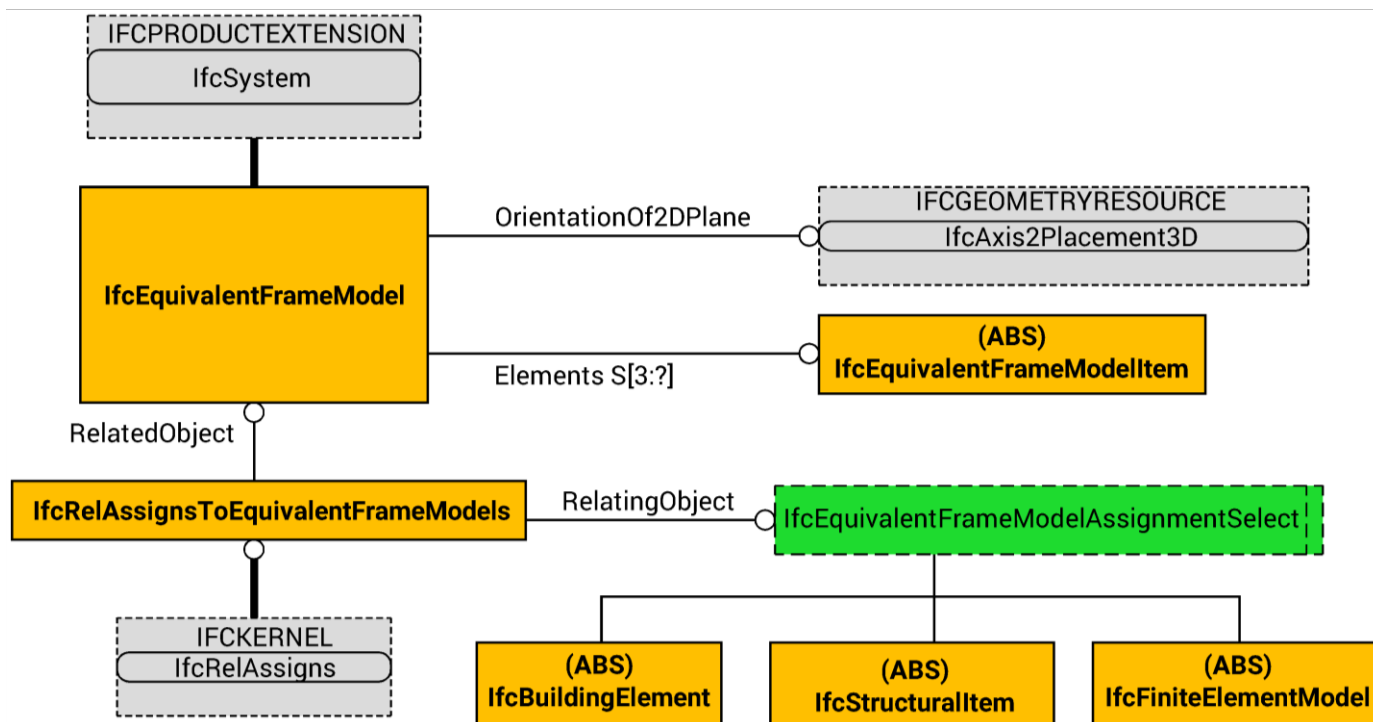 IFCPRODUCTEXTENSION
IfcSystem
IfcEquivalentFrameModel
OrientationOf2DPlane
IFCGEOMETRYRESOURCE
IfcAxis2Placement3D
Elements S[3:?]
(ABS)
IfcEquivalentFrameModelItem
RelatedObject
IfcRelAssignsToEquivalentFrameModels
RelatingObject
IfcEquivalentFrameModelAssignmentSelect
IFCKERNEL
IfcRelAssigns
(ABS)
IfcBuildingElement
(ABS)
IfcStructuralItem
(ABS)
IfcFiniteElementModel